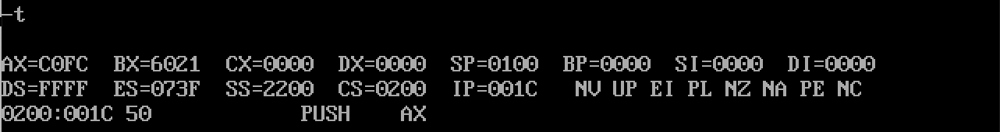 -t
AX=C0FC BX=6021 CX=0000 DX=0000 SP=0100 BP=0000 SI=0000 DI=0000
DS=FFFF ES=073F SS=2200 CS=0200 IP=001C NV UP EI PL NZ NA PE NC
0200:001C 50 PUSH AX